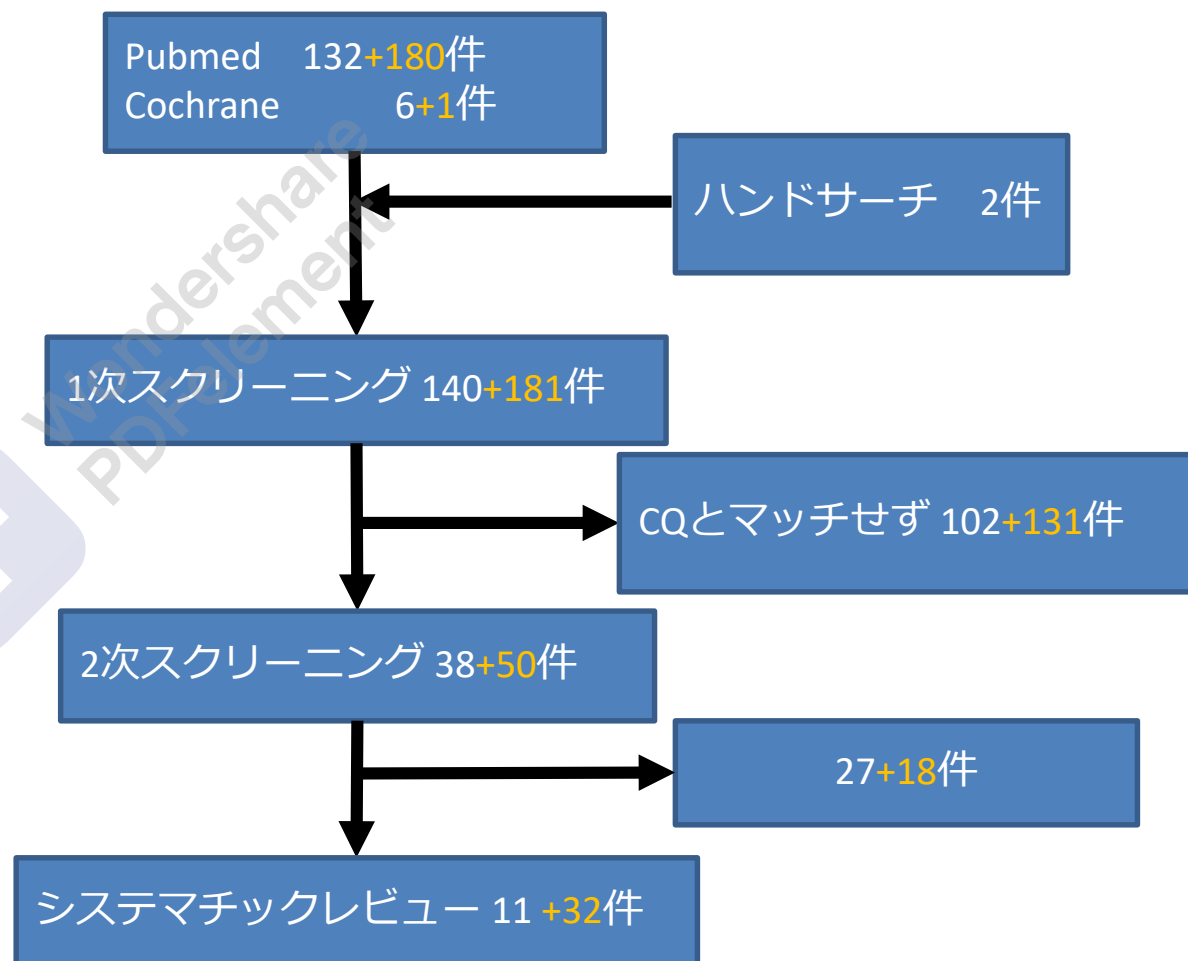 Pubmed 132+180件
Cochrane 6+1件
ハンドサーチ 2件
1次スクリーニング 140+181件
CQとマッチせず 102+131件
2次スクリーニング 38+50件
27+18件
システマチックレビュー 11 +32件
Wondershare
PDFelement